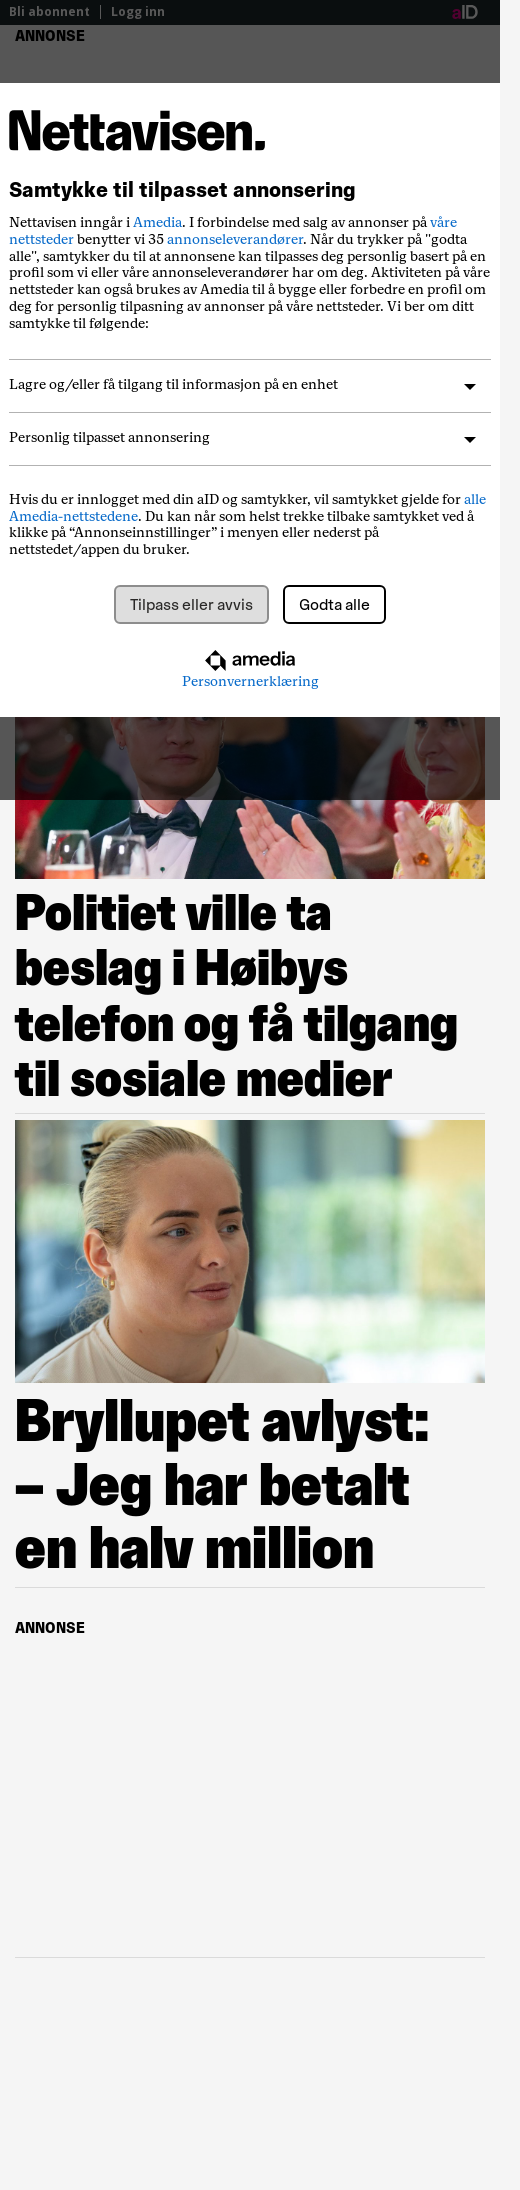 Bli abonnent | Logg inn aID
ANNONSE
Nettavisen.
Samtykke til tilpasset annonsering
Nettavisen inngår i Amedia. I forbindelse med salg av annonser på våre
nettsteder benytter vi 35 annonseleverandører. Når du trykker på "godta
alle", samtykker du til at annonsene kan tilpasses deg personlig basert på en
profil som vi eller våre annonseleverandører har om deg. Aktiviteten på våre
nettsteder kan også brukes av Amedia til å bygge eller forbedre en profil om
deg for personlig tilpasning av annonser på våre nettsteder. Vi ber om ditt
samtykke til følgende:
Lagre og/eller få tilgang til informasjon på en enhet
Personlig tilpasset annonsering
Hvis du er innlogget med din aID og samtykker, vil samtykket gjelde for alle
Amedia-nettstedene. Du kan når som helst trekke tilbake samtykket ved å
klikke på “Annonseinnstillinger” i menyen eller nederst på
nettstedet/appen du bruker.
Tilpass eller avvis Godta alle
amedia
Personvernerklæring
Politiet ville ta
beslag i Høibys
telefon og få tilgang
til sosiale medier
Bryllupet avlyst:
– Jeg har betalt
en halv million
ANNONSE